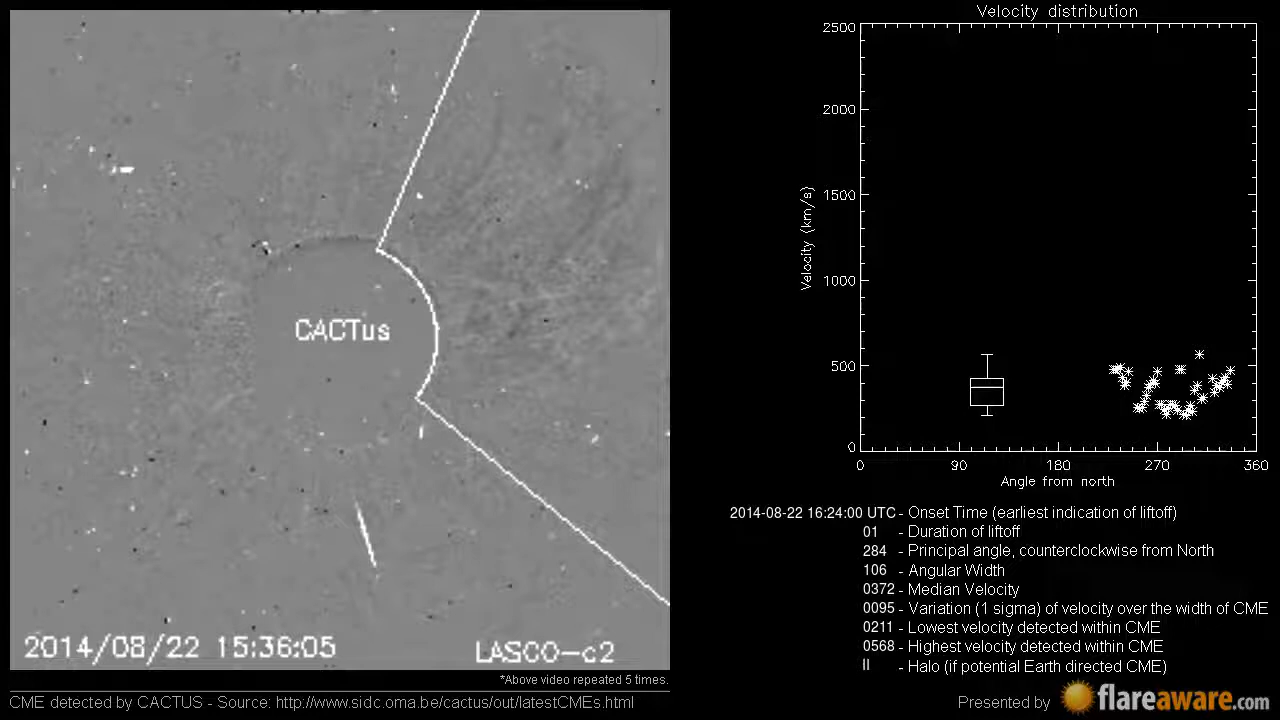 Velocity distribution
2500
2000
1500
1000
500
0
Velocity (km/s)
0 90 180 270 360
Angle from north
CACTus
2014/08/22 15:36:05
LASCO-c2
*Above video repeated 5 times.
2014-08-22 16:24:00 UTC - Onset Time (earliest indication of liftoff)
01 - Duration of liftoff
284 - Principal angle, counterclockwise from North
106 - Angular Width
0372 - Median Velocity
0095 - Variation (1 sigma) of velocity over the width of CME
0211 - Lowest velocity detected within CME
0568 - Highest velocity detected within CME
II - Halo (if potential Earth directed CME)
CME detected by CACTUS - Source: http://www.sidc.oma.be/cactus/out/latestCMEs.html
Presented by flareaware.com